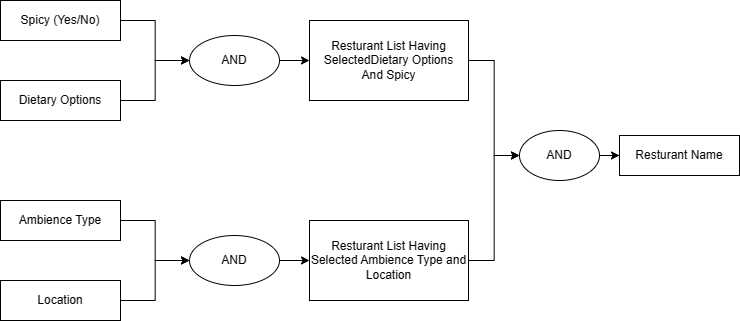 Spicy (Yes/No)
Dietary Options
AND
Resturant List Having
SelectedDietary Options
And Spicy
AND
Resturant Name
Ambience Type
Location
AND
Resturant List Having
Selected Ambience Type and
Location